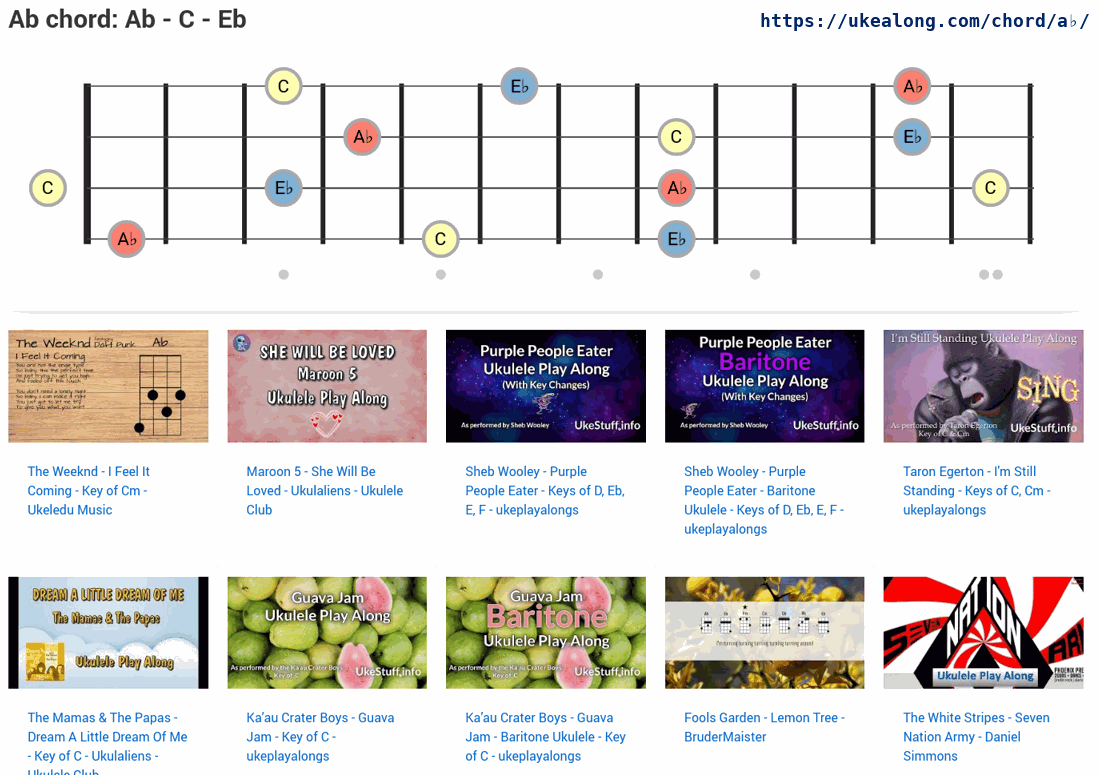 Ab chord: Ab - C - Eb
https://ukealong.com/chord/a♭/
C
E♭
A♭
A♭
C
E♭
C
E♭
A♭
C
A♭
C
E♭
The Weeknd Daft Punk
Ab
I Feel It Coming
SHE WILL BE LOVED
Maroon 5
Ukulele Play Along
Purple People Eater
Ukulele Play Along
(With Key Changes)
As performed by Sheb Wooley
UkeStuff.info
Purple People Eater
Baritone
Ukulele Play Along
(With Key Changes)
As performed by Sheb Wooley
UkeStuff.info
I'm Still Standing Ukulele Play Along
SING
As performed by Taron Egerton
Key of C & Cm
UkeStuff.info
The Weeknd - I Feel It
Coming - Key of Cm -
Ukeledu Music
Maroon 5 - She Will Be
Loved - Ukulaliens - Ukulele
Club
Sheb Wooley - Purple
People Eater - Keys of D, Eb,
E, F - ukeplayalongs
Sheb Wooley - Purple
People Eater - Baritone
Ukulele - Keys of D, Eb, E, F -
ukeplayalongs
Taron Egerton - I'm Still
Standing - Keys of C, Cm -
ukeplayalongs
DREAM A LITTLE DREAM OF ME
The Mamas & The Papas
Ukulele Play Along
Guava Jam
Ukulele Play Along
As performed by the Ka'au Crater Boys
Key of C
UkeStuff.info
Guava Jam
Baritone
Ukulele Play Along
As performed by the Ka'au Crater Boys
Key of C
UkeStuff.info
SEVEN
NATION
Ukulele Play Along
The Mamas & The Papas -
Dream A Little Dream Of Me
- Key of C - Ukulaliens -
Ukulele Club
Ka’au Crater Boys - Guava
Jam - Key of C -
ukeplayalongs
Ka’au Crater Boys - Guava
Jam - Baritone Ukulele - Key
of C - ukeplayalongs
Fools Garden - Lemon Tree -
BruderMaister
The White Stripes - Seven
Nation Army - Daniel
Simmons